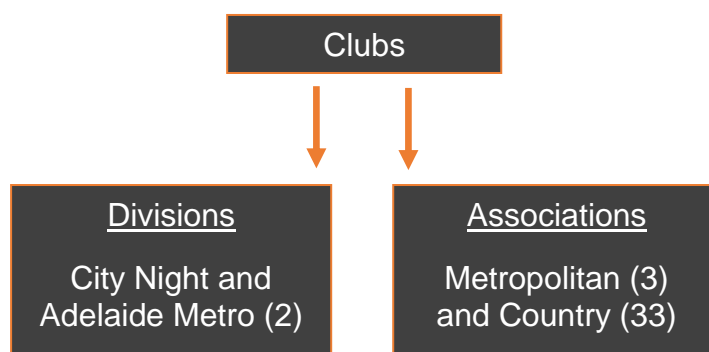 Clubs
Divisions
City Night and
Adelaide Metro (2)
Associations
Metropolitan (3)
and Country (33)